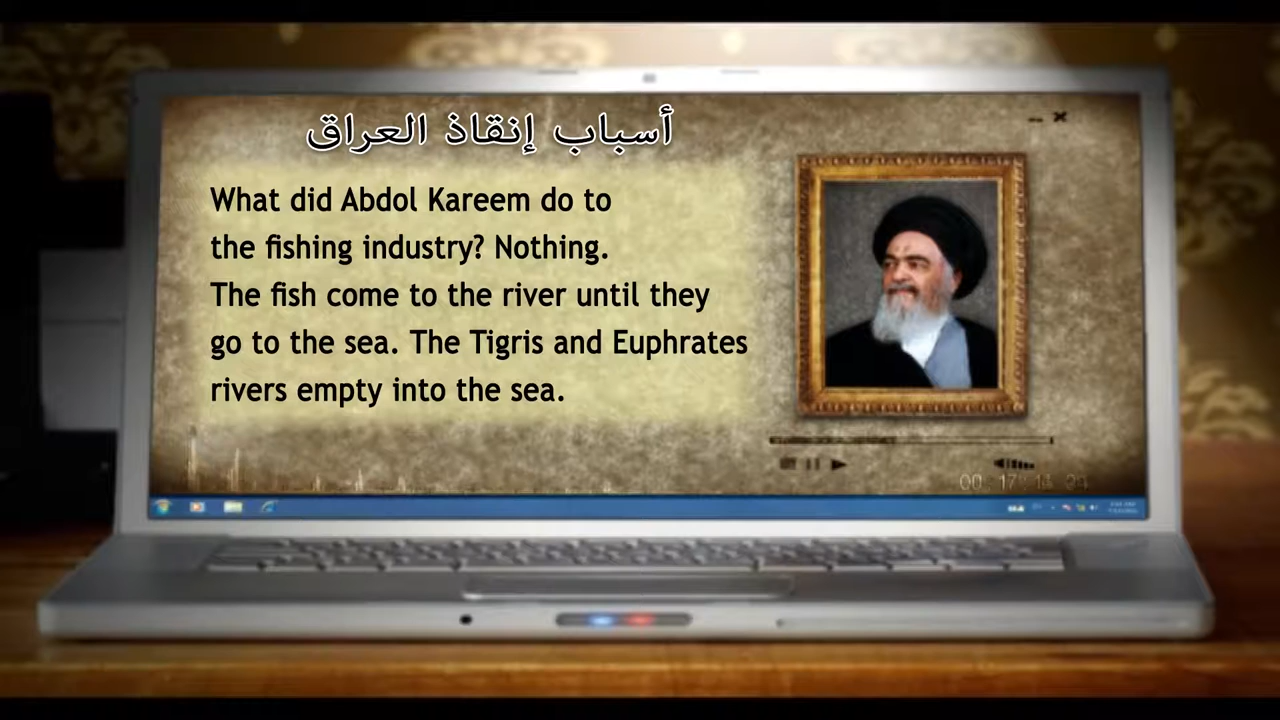 أسباب إنقاذ العراق
What did Abdol Kareem do to
the fishing industry? Nothing.
The fish come to the river until they
go to the sea. The Tigris and Euphrates
rivers empty into the sea.